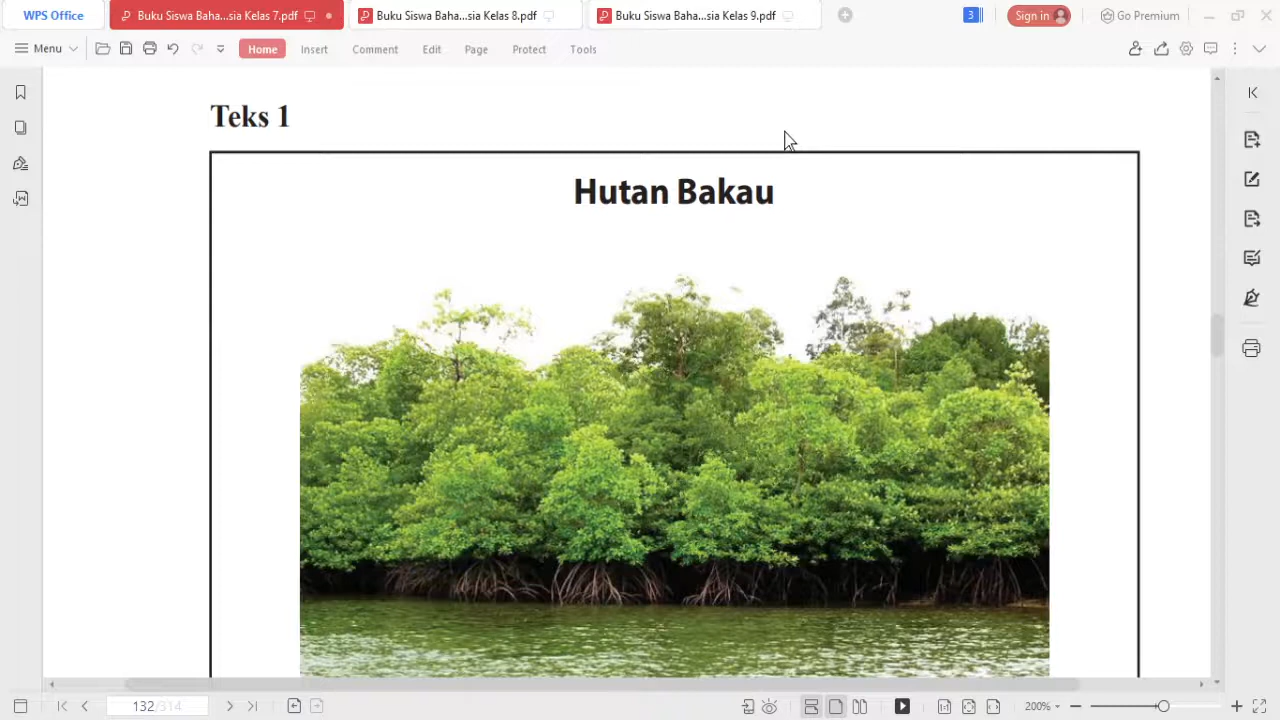 WPS Office
Buku Siswa Baha...sia Kelas 7.pdf
Buku Siswa Baha...sia Kelas 8.pdf
Buku Siswa Baha...sia Kelas 9.pdf
3
Sign in
Go Premium
Menu
Home
Insert
Comment
Edit
Page
Protect
Tools
Teks 1
Hutan Bakau
132/314
200%